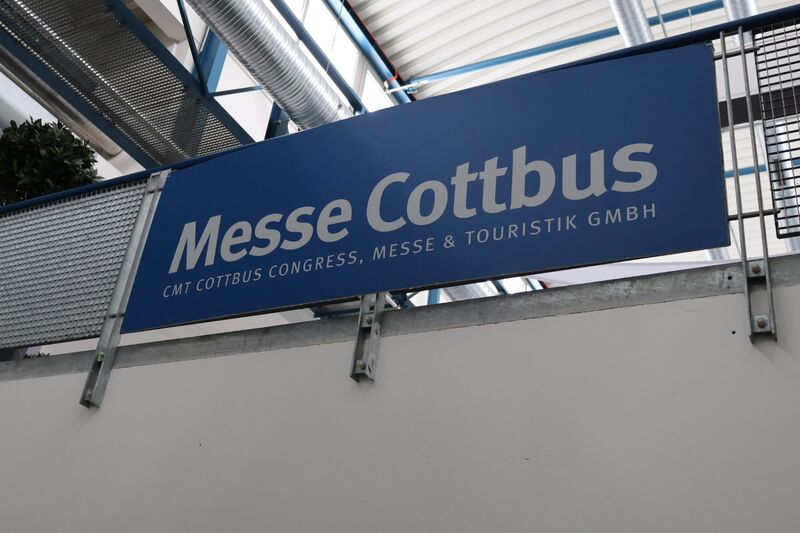 Messe Cottbus
CMT COTTBUS CONGRESS, MESSE & TOURISTIK GMBH